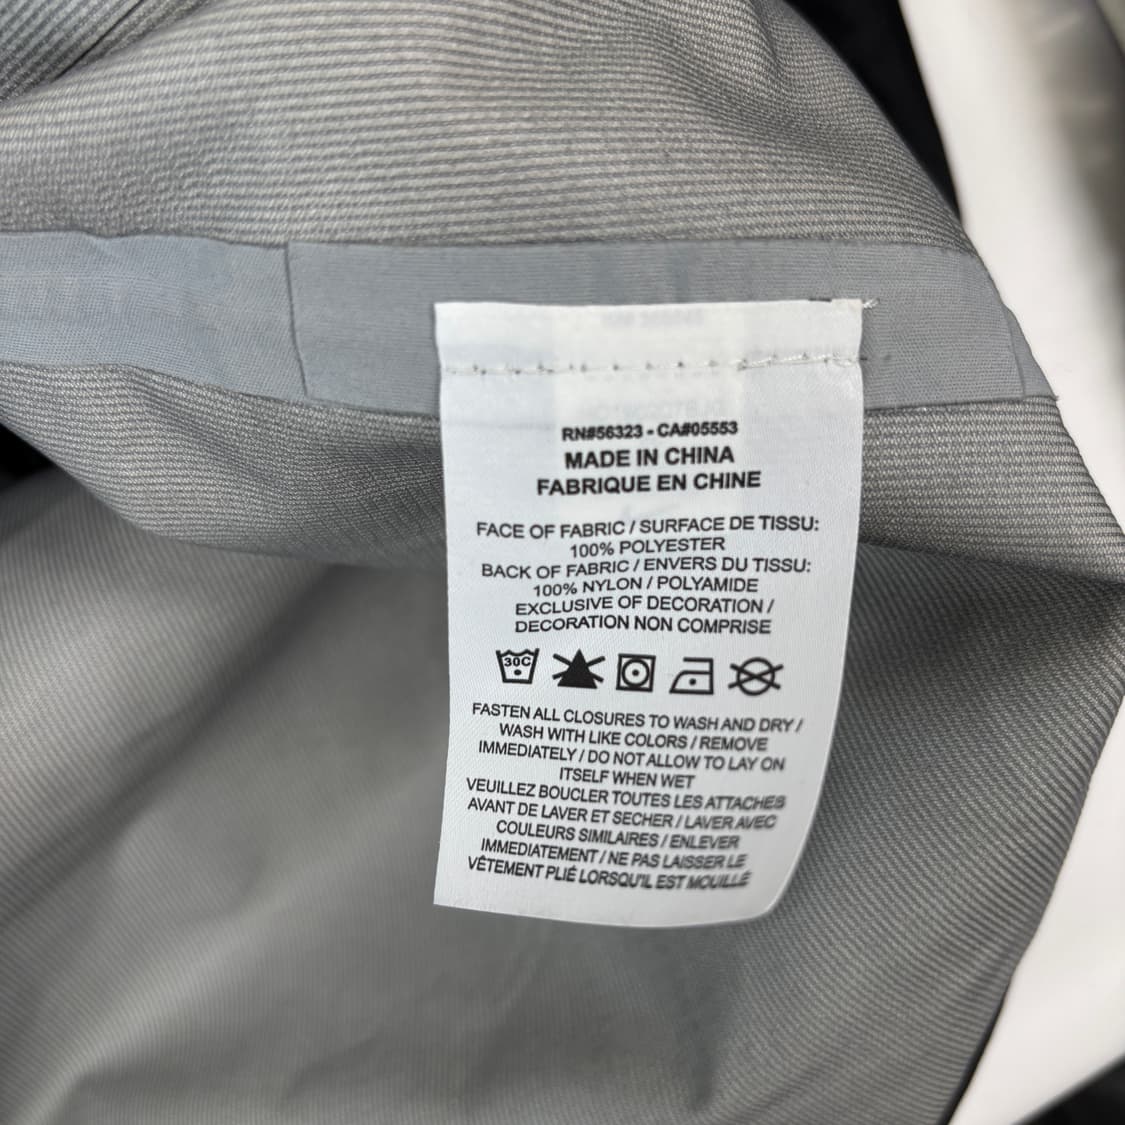 RN#56323 - CA#05553
MADE IN CHINA
FABRIQUE EN CHINE
FACE OF FABRIC / SURFACE DE TISSU:
100% POLYESTER
BACK OF FABRIC / ENVERS DU TISSU:
100% NYLON / POLYAMIDE
EXCLUSIVE OF DECORATION /
DECORATION NON COMPRISE
30C
FASTEN ALL CLOSURES TO WASH AND DRY /
WASH WITH LIKE COLORS / REMOVE
IMMEDIATELY / DO NOT ALLOW TO LAY ON
ITSELF WHEN WET
VEUILLEZ BOUCLER TOUTES LES ATTACHES
AVANT DE LAVER ET SECHER / LAVER AVEC
COULEURS SIMILAIRES / ENLEVER
IMMEDIATEMENT / NE PAS LAISSER LE
VÊTEMENT PLIÉ LORSQU'IL EST MOUILLÉ